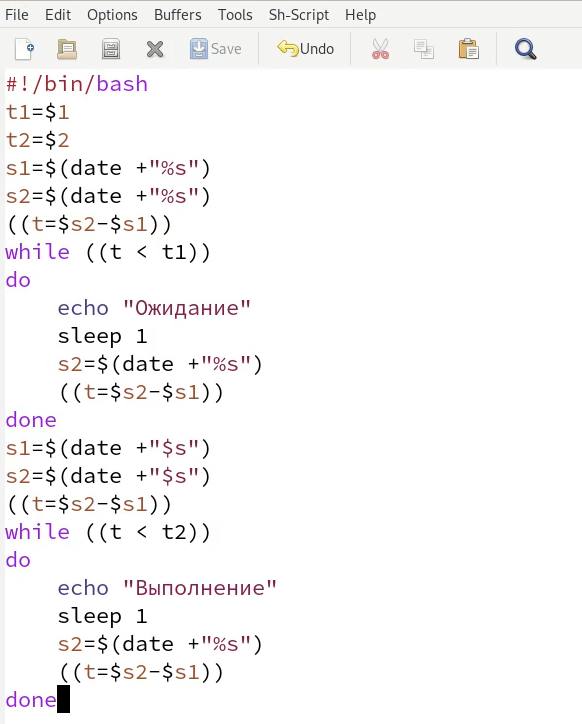 File Edit Options Buffers Tools Sh-Script Help
Save Undo
#!/bin/bash
t1=$1
t2=$2
s1=$(date +"%s")
s2=$(date +"%s")
((t=$s2-$s1))
while ((t < t1))
do
    echo "Ожидание"
    sleep 1
    s2=$(date +"%s")
    ((t=$s2-$s1))
done
s1=$(date +"$s")
s2=$(date +"$s")
((t=$s2-$s1))
while ((t < t2))
do
    echo "Выполнение"
    sleep 1
    s2=$(date +"%s")
    ((t=$s2-$s1))
done